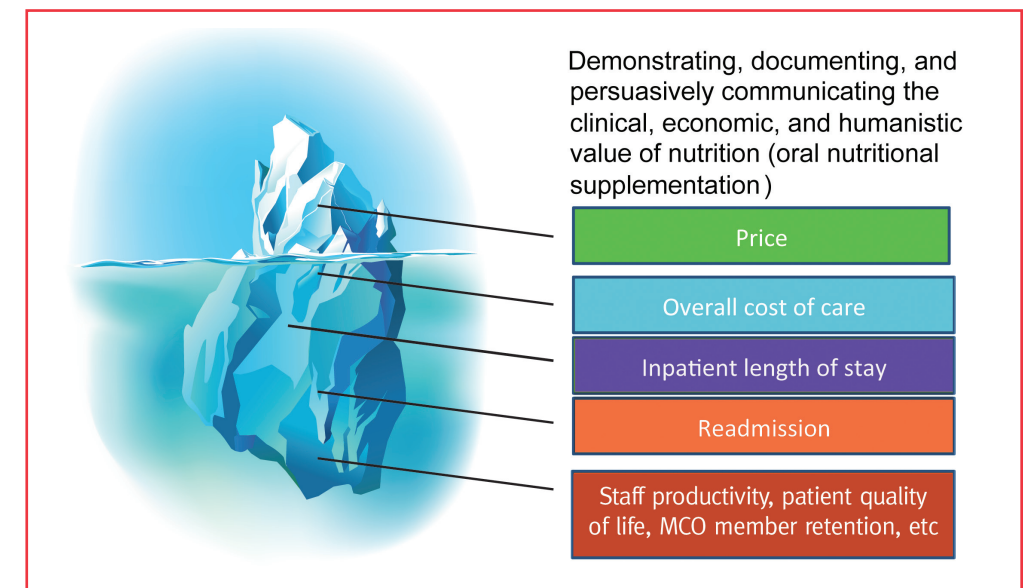 Demonstrating, documenting, and
persuasively communicating the
clinical, economic, and humanistic
value of nutrition (oral nutritional
supplementation)
Price
Overall cost of care
Inpatient length of stay
Readmission
Staff productivity, patient quality
of life, MCO member retention, etc